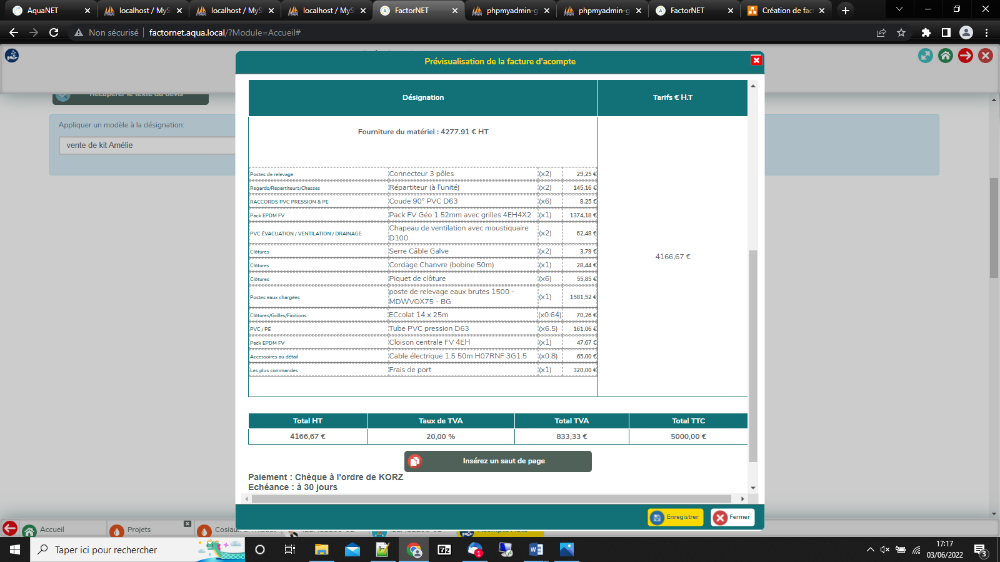 AquaNET
localhost / MyS
localhost / MyS
localhost / MyS
FactorNET
phpmyadmin-g
phpmyadmin-g
FactorNET
Création de fac
Non sécurisé
factornet.aqua.local/?Module=Accueil#
Prévisualisation de la facture d'acompte
Récupérer le texte du devis
Appliquer un modèle à la désignation:
vente de kit Amélie
Désignation
Tarifs € H.T
Fourniture du matériel : 4277.91 € HT
Postes de relevage Connecteur 3 pôles (x2) 29,25 €
Regards/Répartiteurs/Chasses Répartiteur (à l'unité) (x2) 145,16 €
RACCORDS PVC PRESSION & PE Coude 90° PVC D63 (x6) 8,25 €
Pack EPDM FV Pack FV Géo 1.52mm avec grilles 4EH4X2 (x1) 1374,18 €
PVC ÉVACUATION / VENTILATION / DRAINAGE Chapeau de ventilation avec moustiquaire D100 (x2) 62,48 €
Clôtures Serre Câble Galve (x2) 3,79 €
4166,67 €
Clôtures Cordage Chanvre (bobine 50m) (x1) 28,44 €
Clôtures Piquet de clôture (x6) 55,85 €
Postes eaux chargées poste de relevage eaux brutes 1500 - MDWVOX75 - BG (x1) 1581,52 €
Clôtures/Grilles/Finitions ECcolat 14 x 25m (x0.64) 70,26 €
PVC / PE Tube PVC pression D63 (x6.5) 161,06 €
Pack EPDM FV Cloison centrale FV 4EH (x1) 47,67 €
Accessoires au détail Cable électrique 1.5 50m H07RNF 3G1.5 (x0.8) 65,00 €
Les plus commandes Frais de port (x1) 320,00 €
Total HT Taux de TVA Total TVA Total TTC
4166,67 € 20,00 % 833,33 € 5000,00 €
Insérez un saut de page
Paiement : Chèque à l'ordre de KORZ
Echéance : à 30 jours
Enregistrer
Fermer
Accueil
Projets
Taper ici pour rechercher
7z
1
17:17
03/06/2022
3